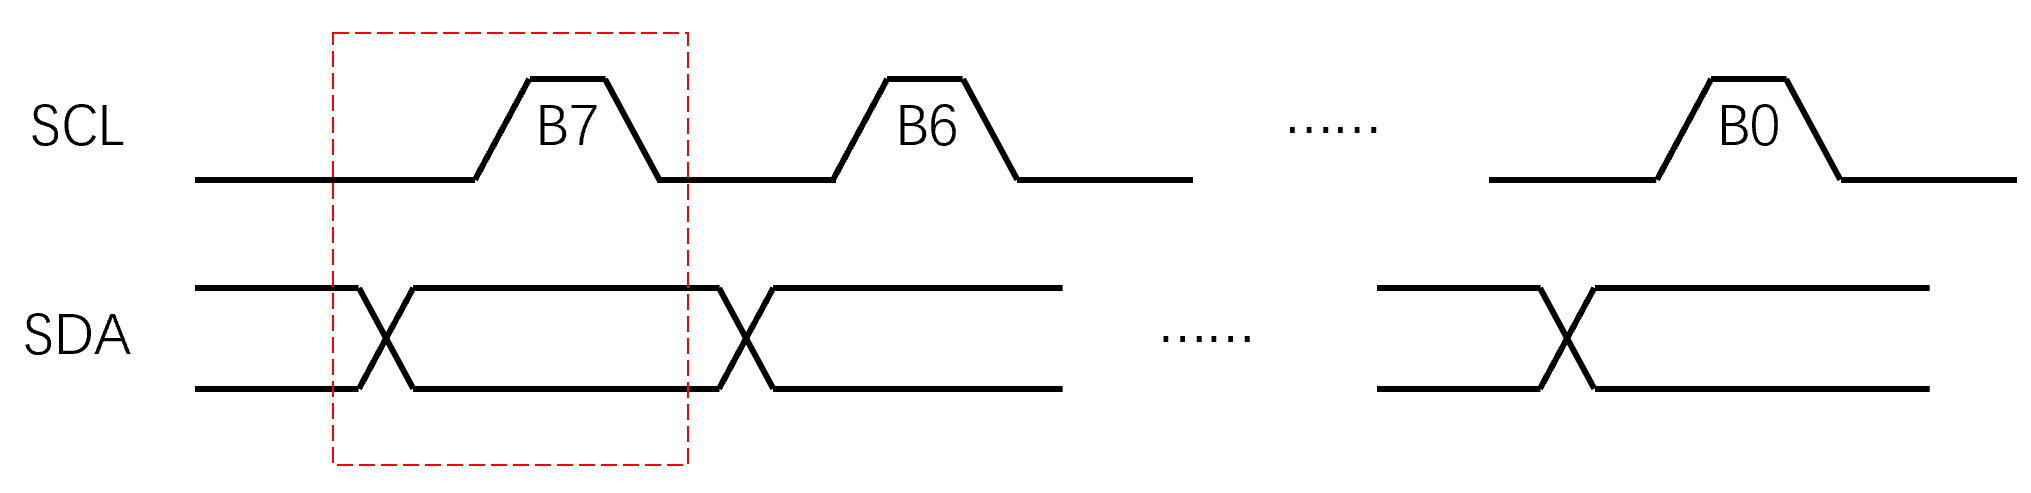 SCL B7 B6 …… B0
SDA ……